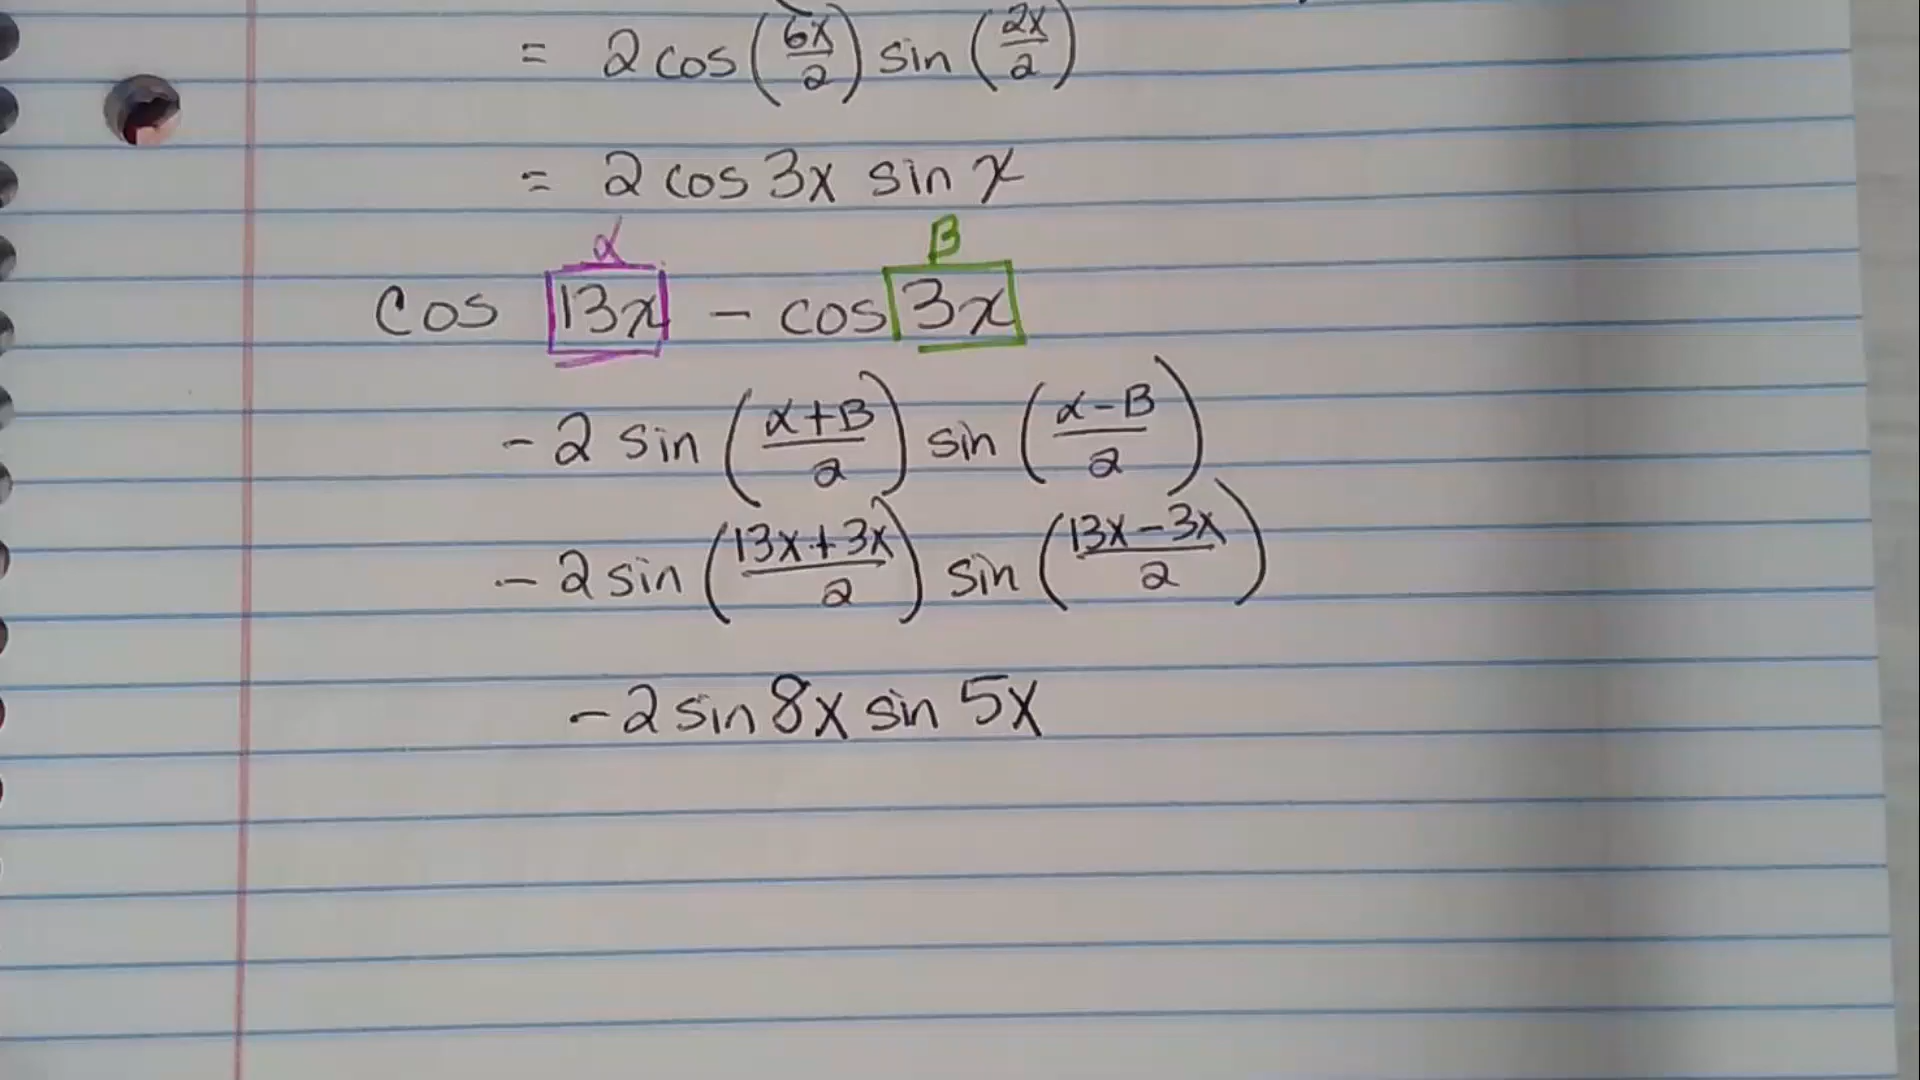 = 2 cos (6x/2) sin (2x/2)
= 2 cos 3x sin x
α β
cos 13x - cos 3x
- 2 sin (α+β/2) sin (α-β/2)
- 2 sin (13x+3x/2) sin (13x-3x/2)
- 2 sin 8x sin 5x